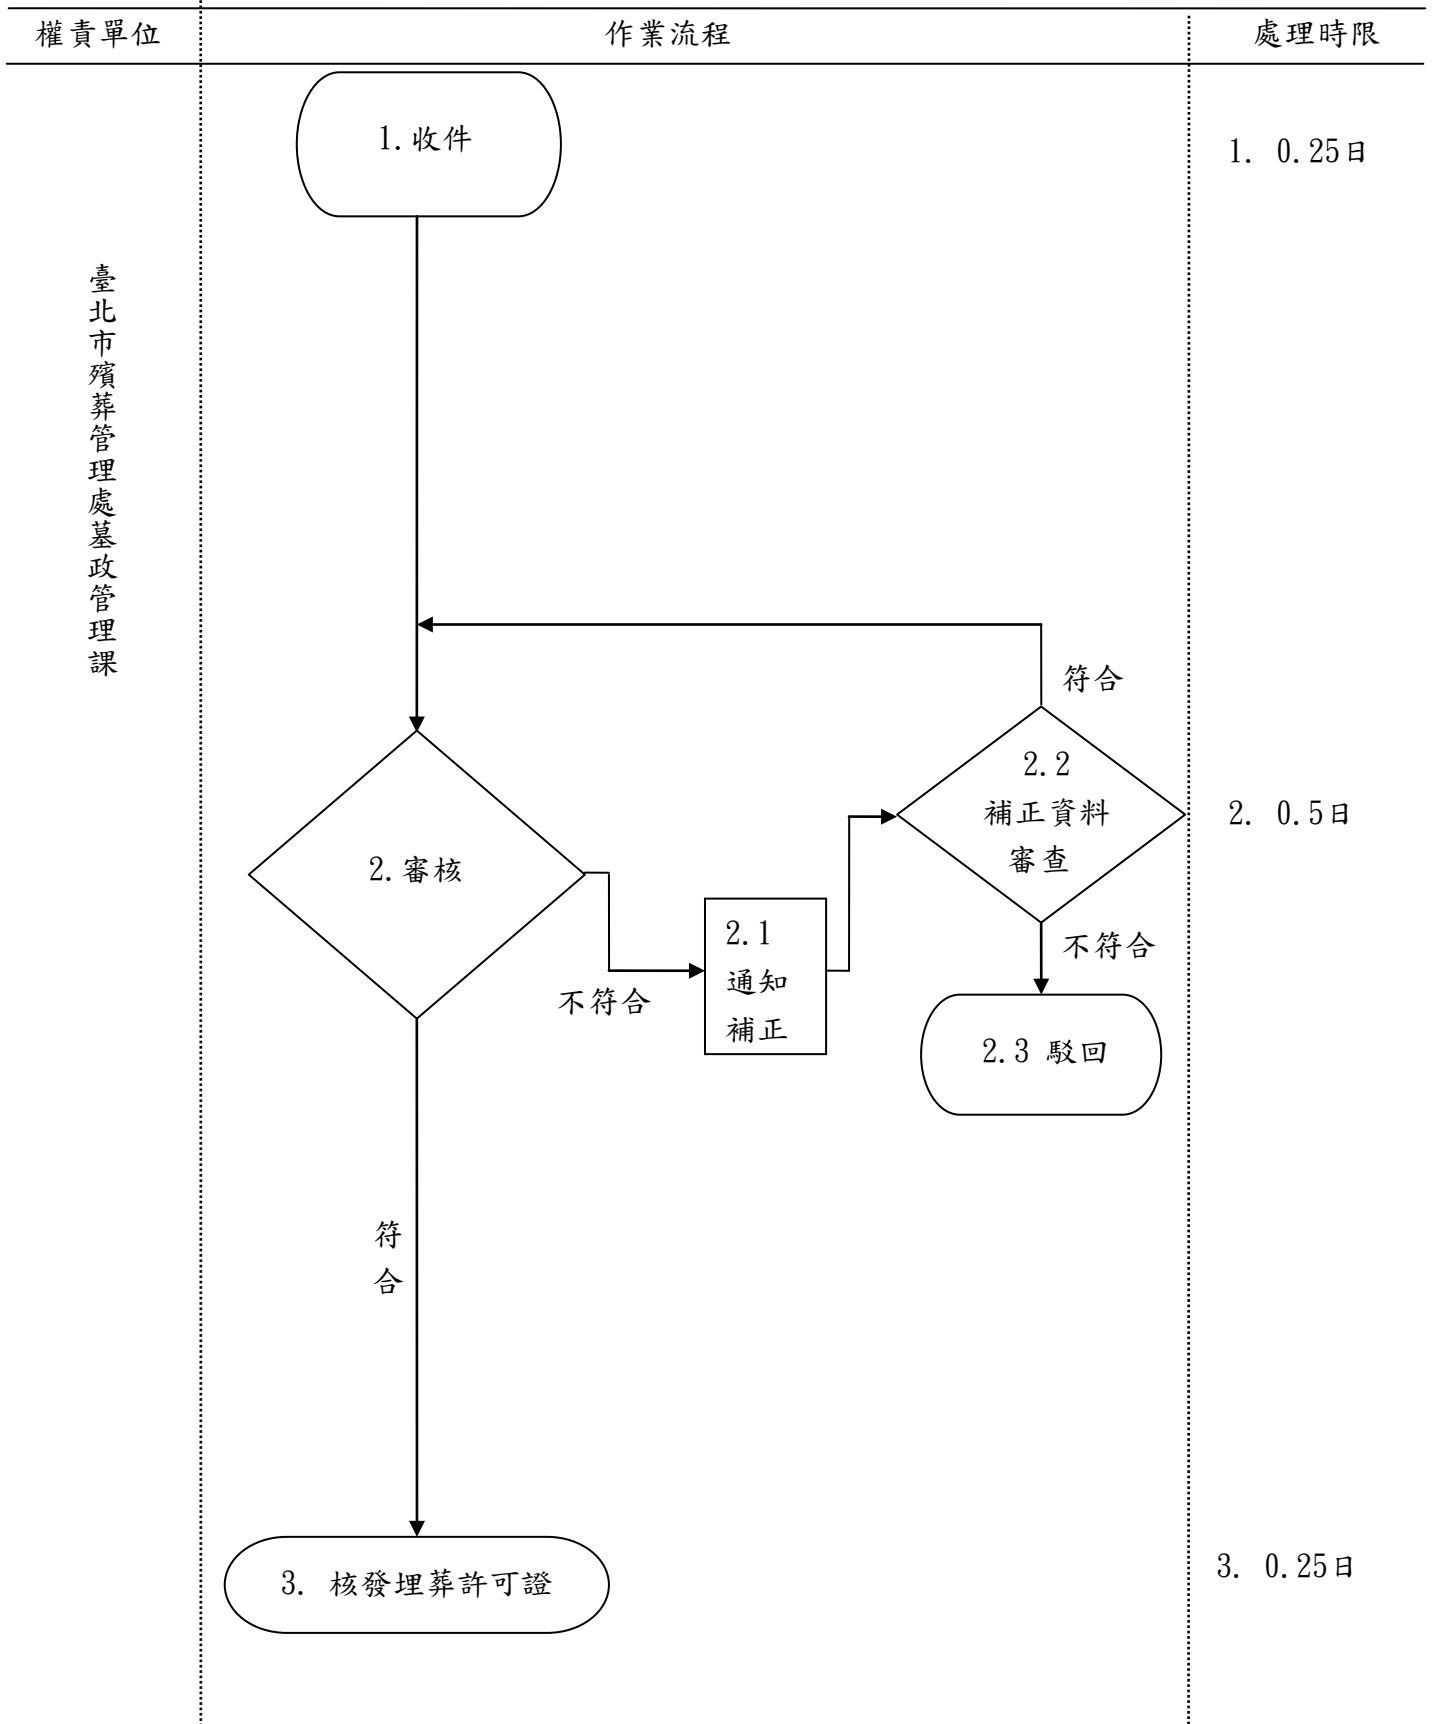 權責單位
作業流程
處理時限
1.收件
1. 0.25日
臺北市殯葬管理處墓政管理課
符合
2.2
補正資料
審查
2. 0.5日
2.審核
2.1
通知
補正
不符合
不符合
2.3 駁回
符
合
3. 核發埋葬許可證
3. 0.25日